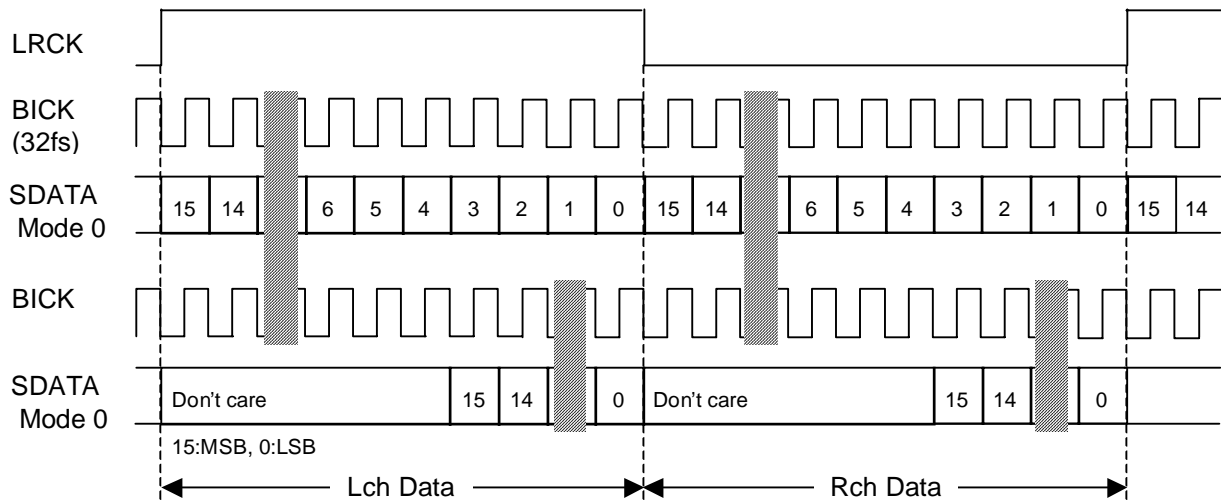 LRCK
BICK
(32fs)
SDATA
Mode 0
15 14 6 5 4 3 2 1 0 15 14 6 5 4 3 2 1 0 15 14
BICK
SDATA
Mode 0
Don't care 15 14 0 Don't care 15 14 0
15:MSB, 0:LSB
Lch Data Rch Data